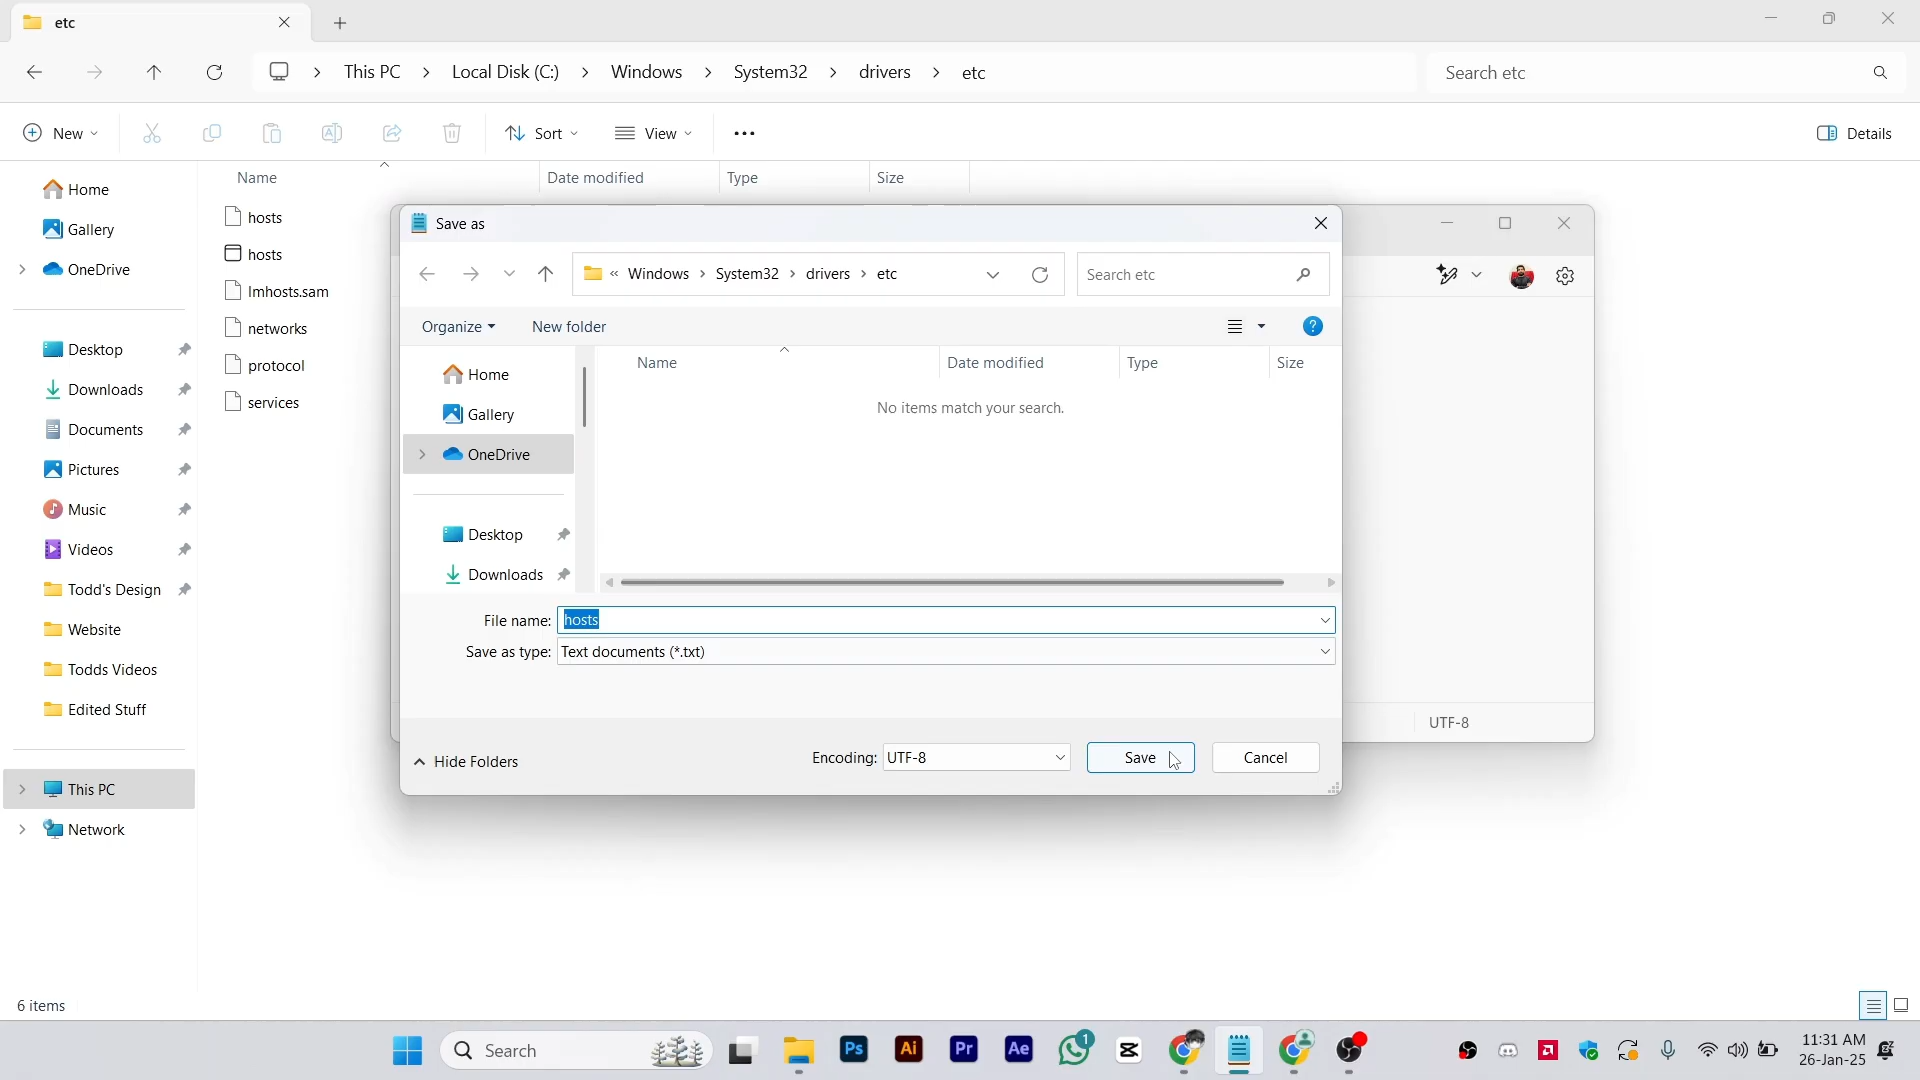 etc
This PC > Local Disk (C:) > Windows > System32 > drivers > etc
Search etc
New
Sort
View
Details
Name
Date modified
Type
Size
Home
Gallery
OneDrive
Desktop
Downloads
Documents
Pictures
Music
Videos
Todd's Design
Website
Todds Videos
Edited Stuff
This PC
Network
hosts
hosts
lmhosts.sam
networks
protocol
services
Save as
« Windows > System32 > drivers > etc
Search etc
Organize
New folder
?
Home
Gallery
OneDrive
Desktop
Downloads
Name
Date modified
Type
Size
No items match your search.
File name: hosts
Save as type: Text documents (*.txt)
Hide Folders
Encoding: UTF-8
Save
Cancel
UTF-8
6 items
Search
Ps
Ai
Pr
Ae
1
11:31 AM
26-Jan-25